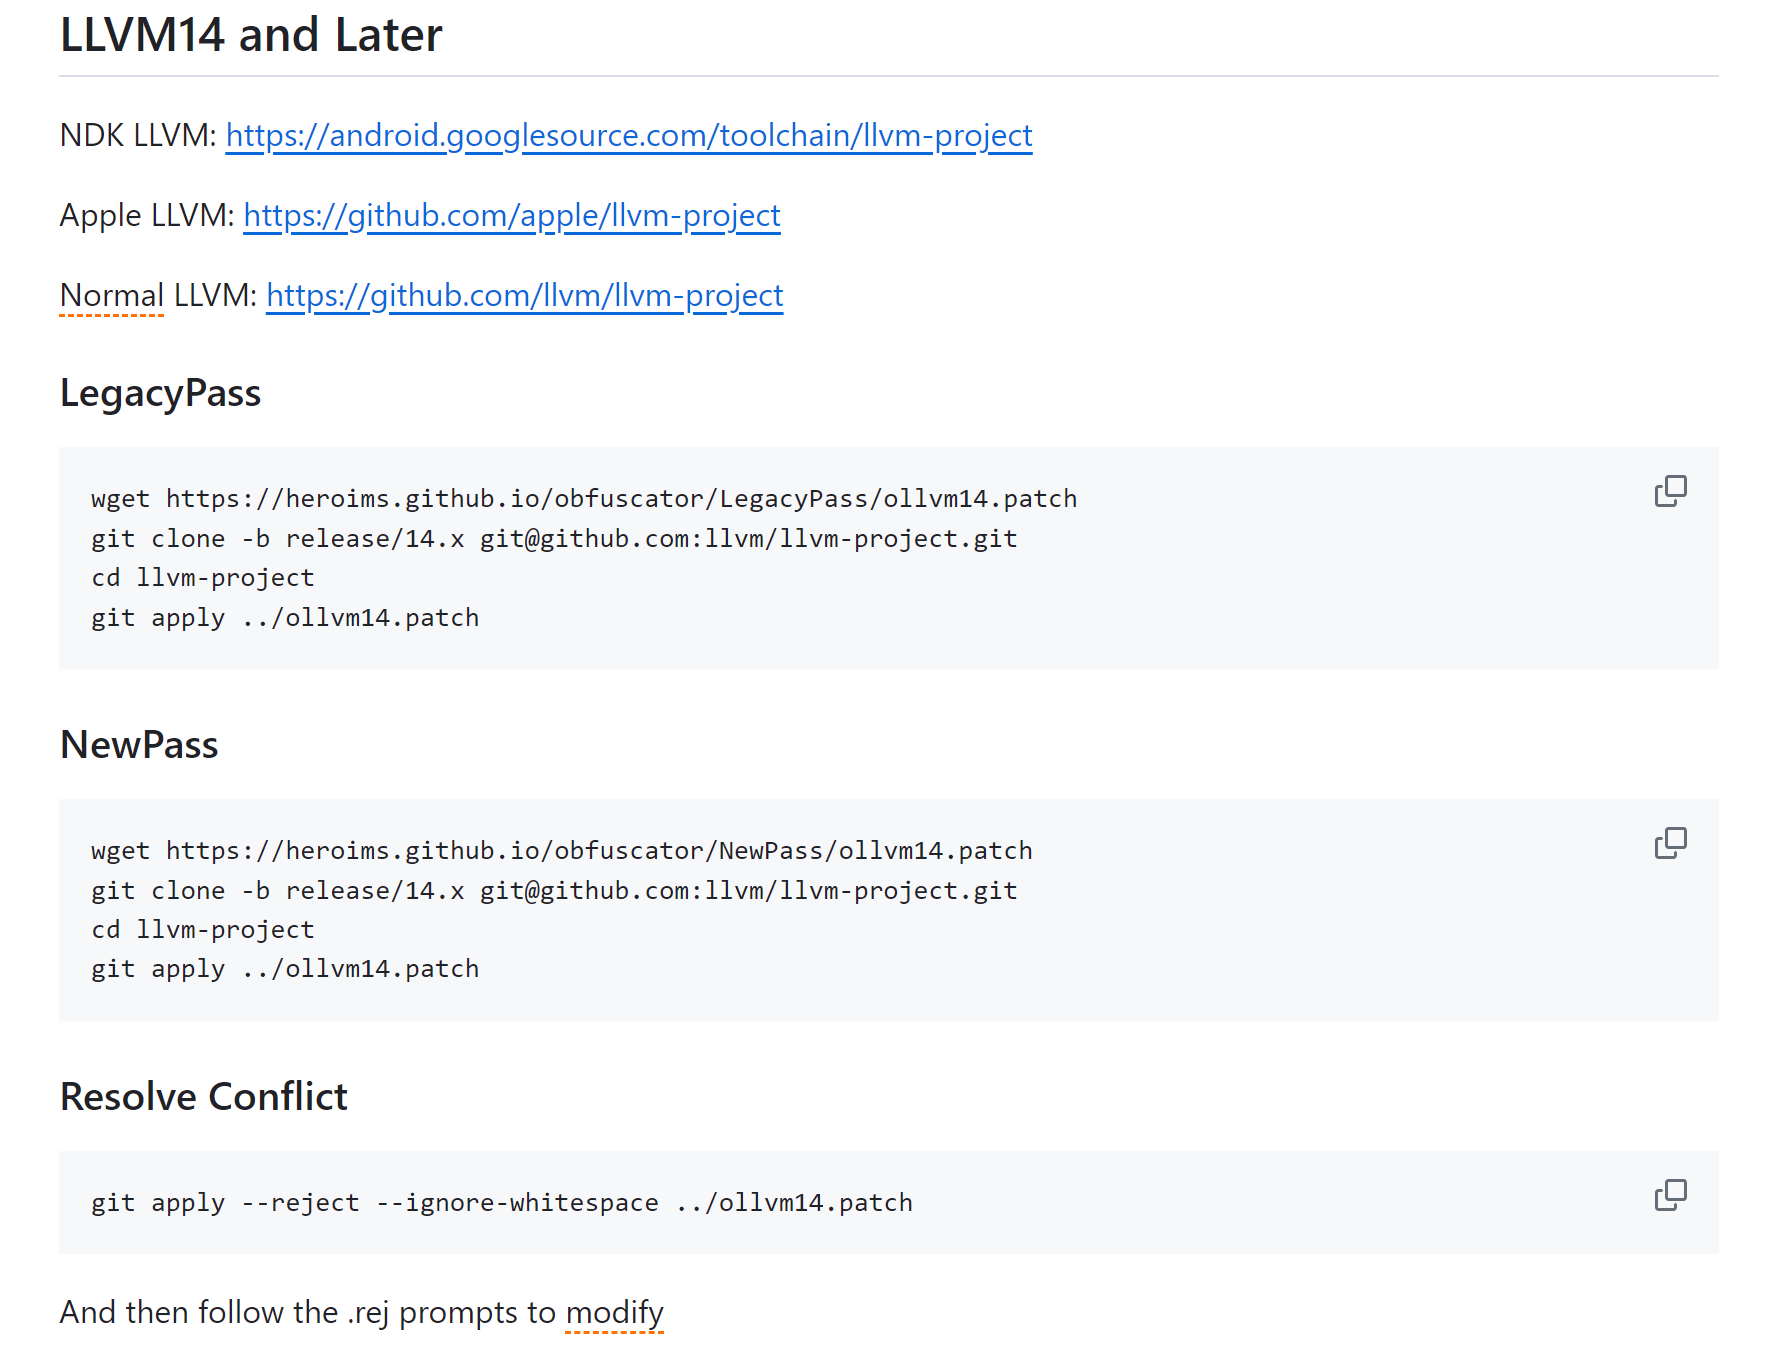 LLVM14 and Later
NDK LLVM: https://android.googlesource.com/toolchain/llvm-project
Apple LLVM: https://github.com/apple/llvm-project
Normal LLVM: https://github.com/llvm/llvm-project
LegacyPass
wget https://heroims.github.io/obfuscator/LegacyPass/ollvm14.patch
git clone -b release/14.x git@github.com:llvm/llvm-project.git
cd llvm-project
git apply ../ollvm14.patch
NewPass
wget https://heroims.github.io/obfuscator/NewPass/ollvm14.patch
git clone -b release/14.x git@github.com:llvm/llvm-project.git
cd llvm-project
git apply ../ollvm14.patch
Resolve Conflict
git apply --reject --ignore-whitespace ../ollvm14.patch
And then follow the .rej prompts to modify